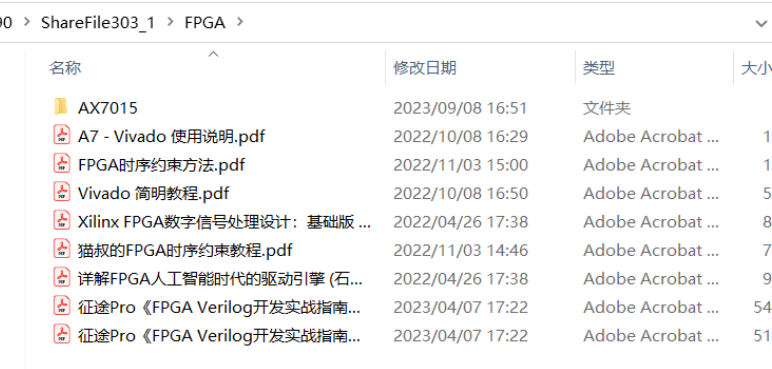 90 > ShareFile303_1 > FPGA >
名称 修改日期 类型 大小
AX7015 2023/09/08 16:51 文件夹
A7 - Vivado 使用说明.pdf 2022/10/08 16:29 Adobe Acrobat ... 1
FPGA时序约束方法.pdf 2022/11/03 15:00 Adobe Acrobat ... 1
Vivado 简明教程.pdf 2022/10/08 16:50 Adobe Acrobat ... 5
Xilinx FPGA数字信号处理设计：基础版 ... 2022/04/26 17:38 Adobe Acrobat ... 8
猫叔的FPGA时序约束教程.pdf 2022/11/03 14:46 Adobe Acrobat ... 7
详解FPGA人工智能时代的驱动引擎 (石... 2022/04/26 17:38 Adobe Acrobat ... 9
征途Pro《FPGA Verilog开发实战指南... 2023/04/07 17:22 Adobe Acrobat ... 54
征途Pro《FPGA Verilog开发实战指南... 2023/04/07 17:22 Adobe Acrobat ... 51